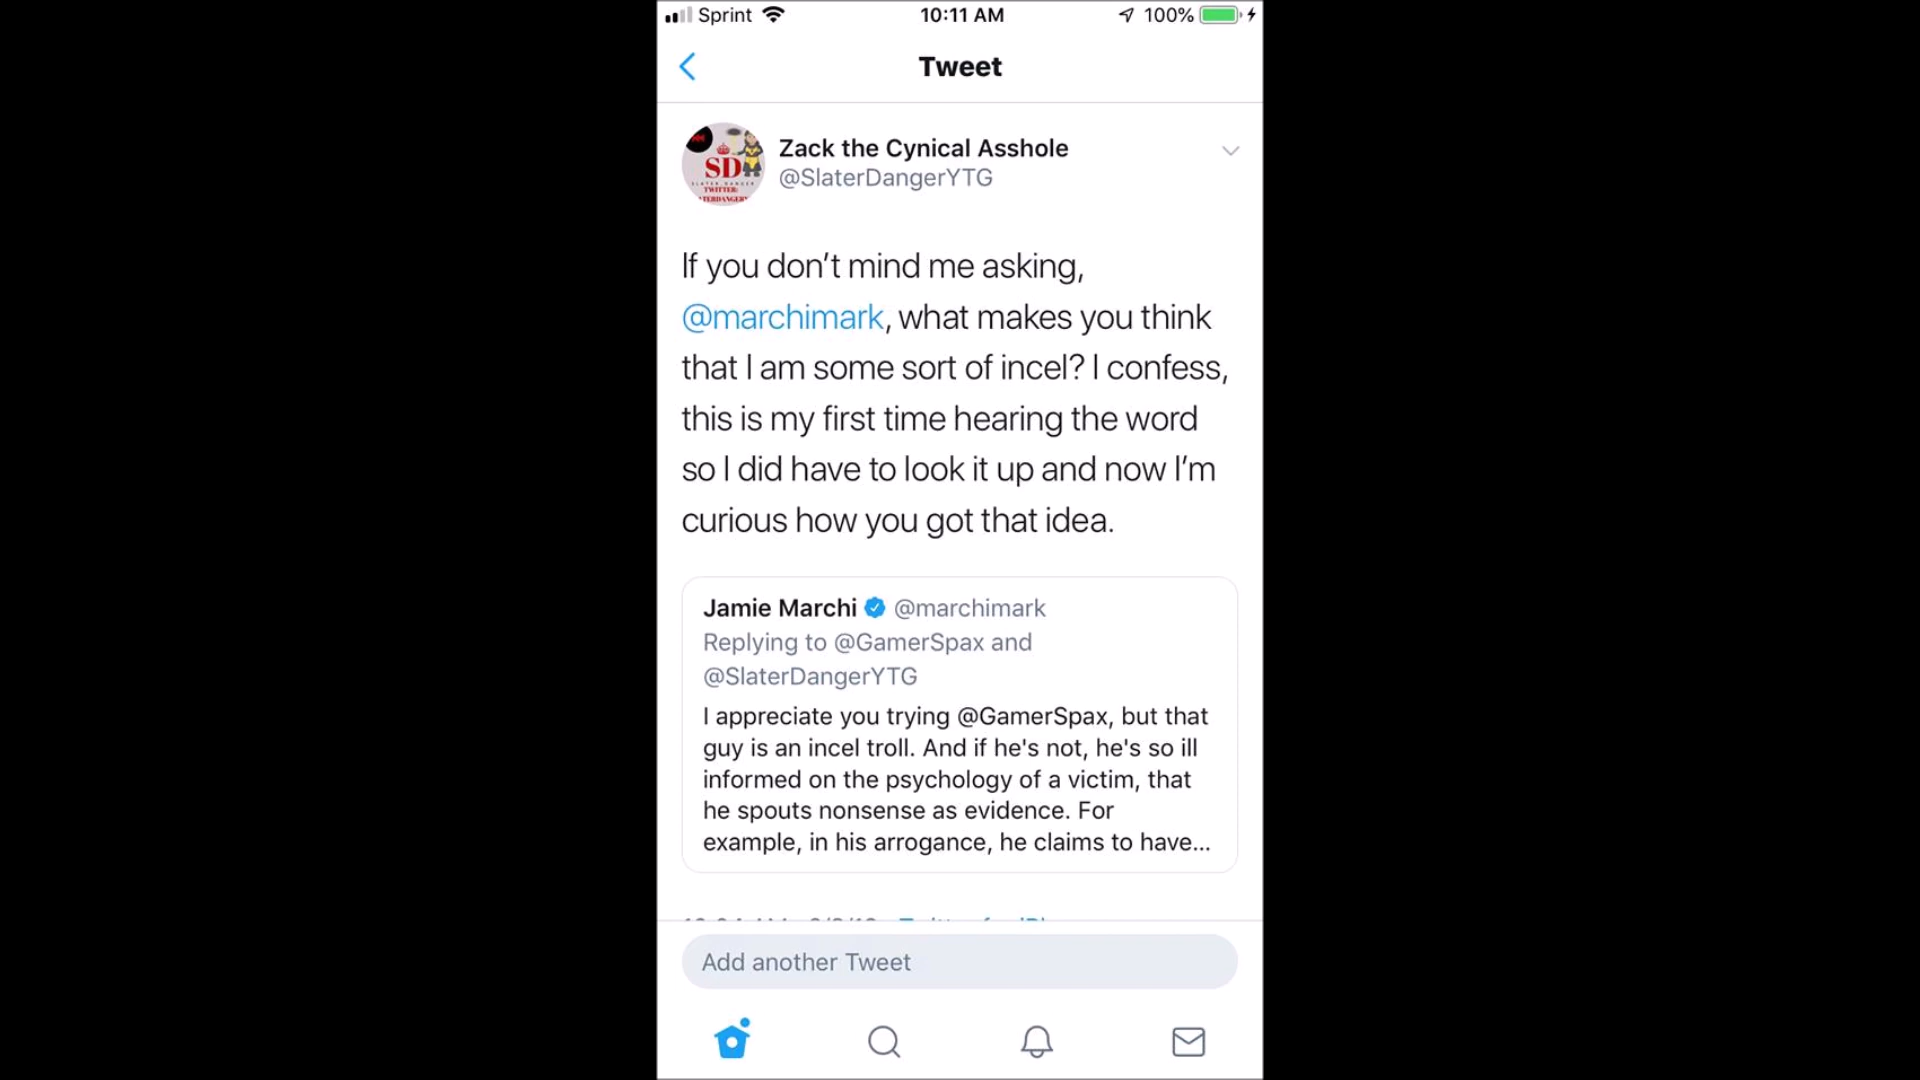 Sprint 10:11 AM 100%
Tweet
Zack the Cynical Asshole
@SlaterDangerYTG
SD
SLATER DANGER
TWITTER:
If you don’t mind me asking,
@marchimark, what makes you think
that I am some sort of incel? I confess,
this is my first time hearing the word
so I did have to look it up and now I’m
curious how you got that idea.
Jamie Marchi @marchimark
Replying to @GamerSpax and
@SlaterDangerYTG
I appreciate you trying @GamerSpax, but that
guy is an incel troll. And if he's not, he's so ill
informed on the psychology of a victim, that
he spouts nonsense as evidence. For
example, in his arrogance, he claims to have...
Add another Tweet